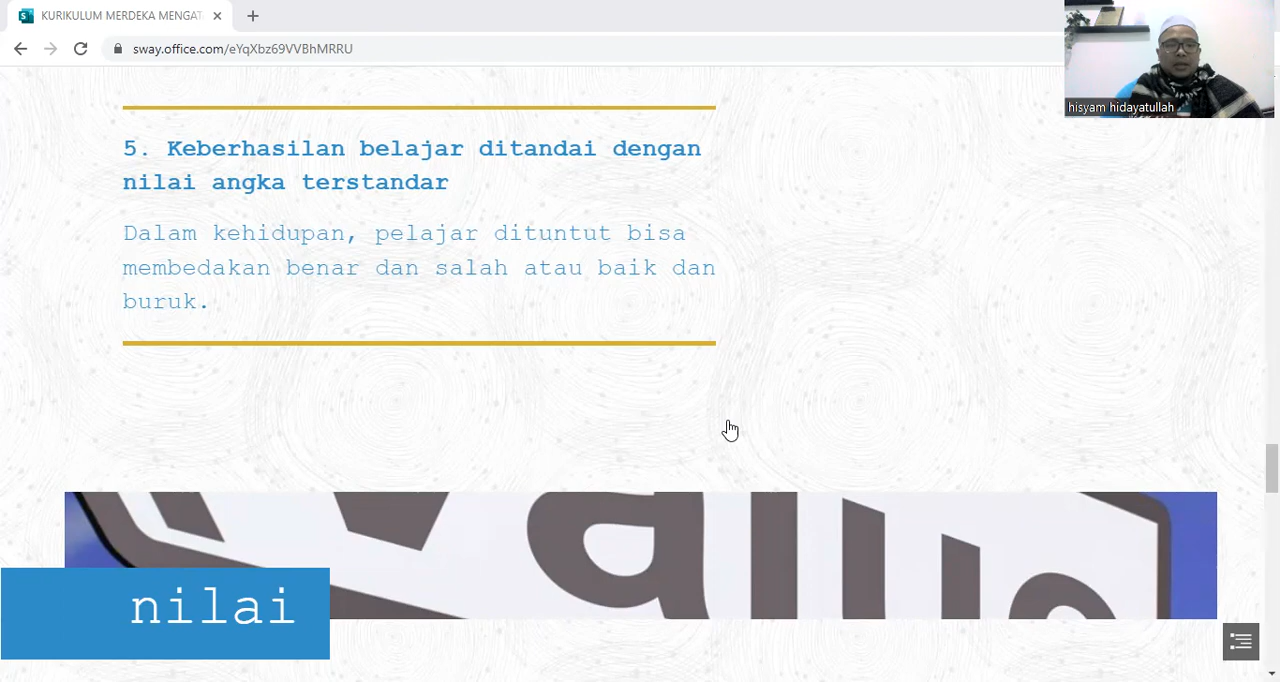 KURIKULUM MERDEKA MENGAT
sway.office.com/eYqXbz69VVBhMRRU
hisyam hidayatullah
5. Keberhasilan belajar ditandai dengan
nilai angka terstandar
Dalam kehidupan, pelajar dituntut bisa
membedakan benar dan salah atau baik dan
buruk.
Value
nilai